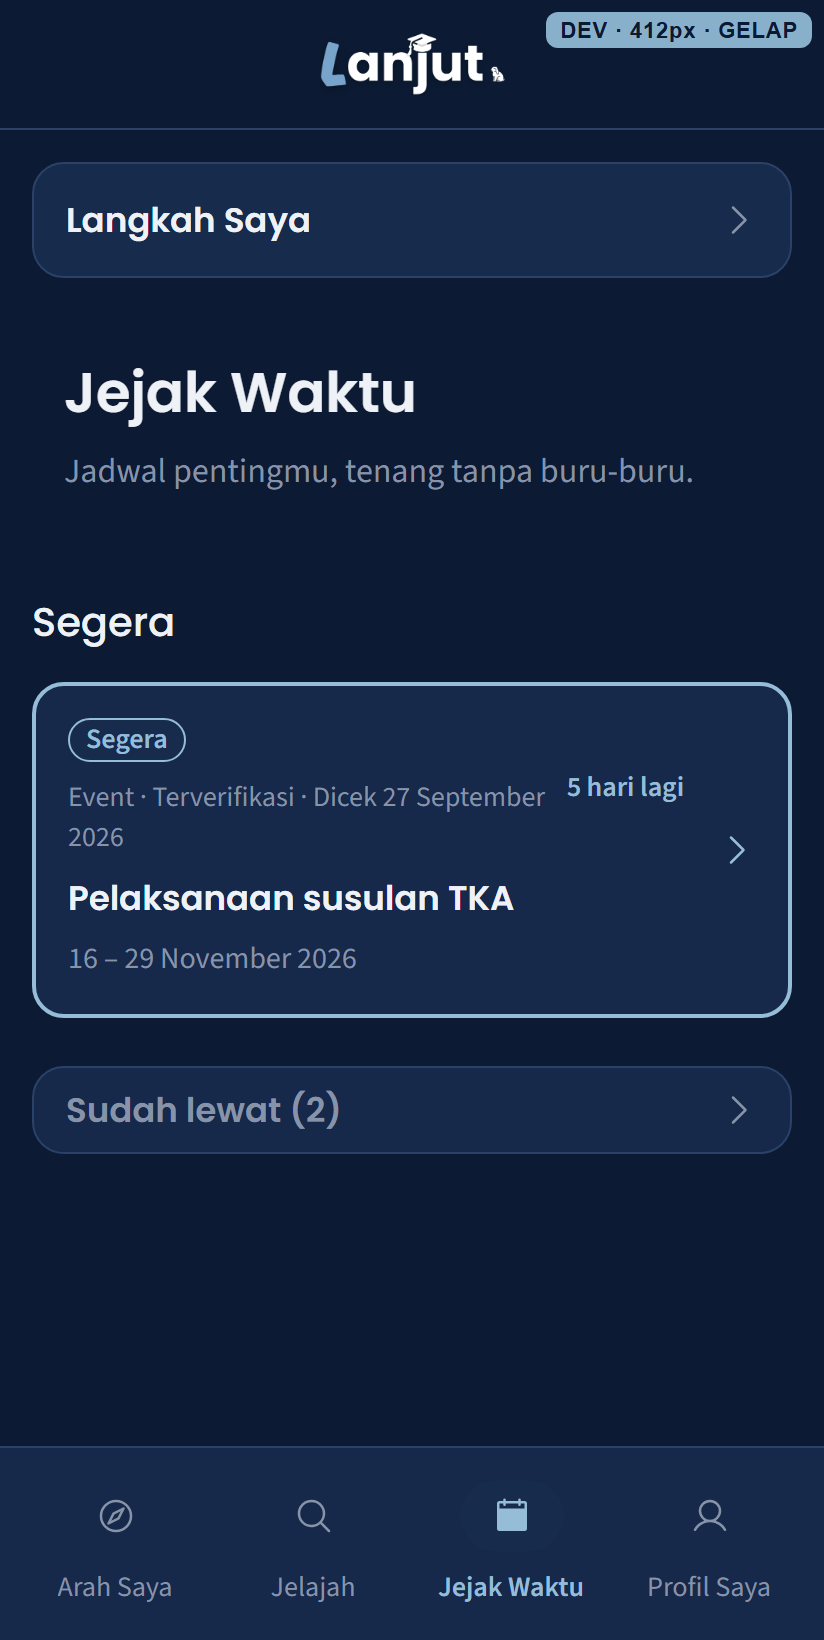 Lanjut
DEV · 412px · GELAP
Langkah Saya
Jejak Waktu
Jadwal pentingmu, tenang tanpa buru-buru.
Segera
Segera
Event · Terverifikasi · Dicek 27 September
2026
5 hari lagi
Pelaksanaan susulan TKA
16 – 29 November 2026
Sudah lewat (2)
Arah Saya
Jelajah
Jejak Waktu
Profil Saya